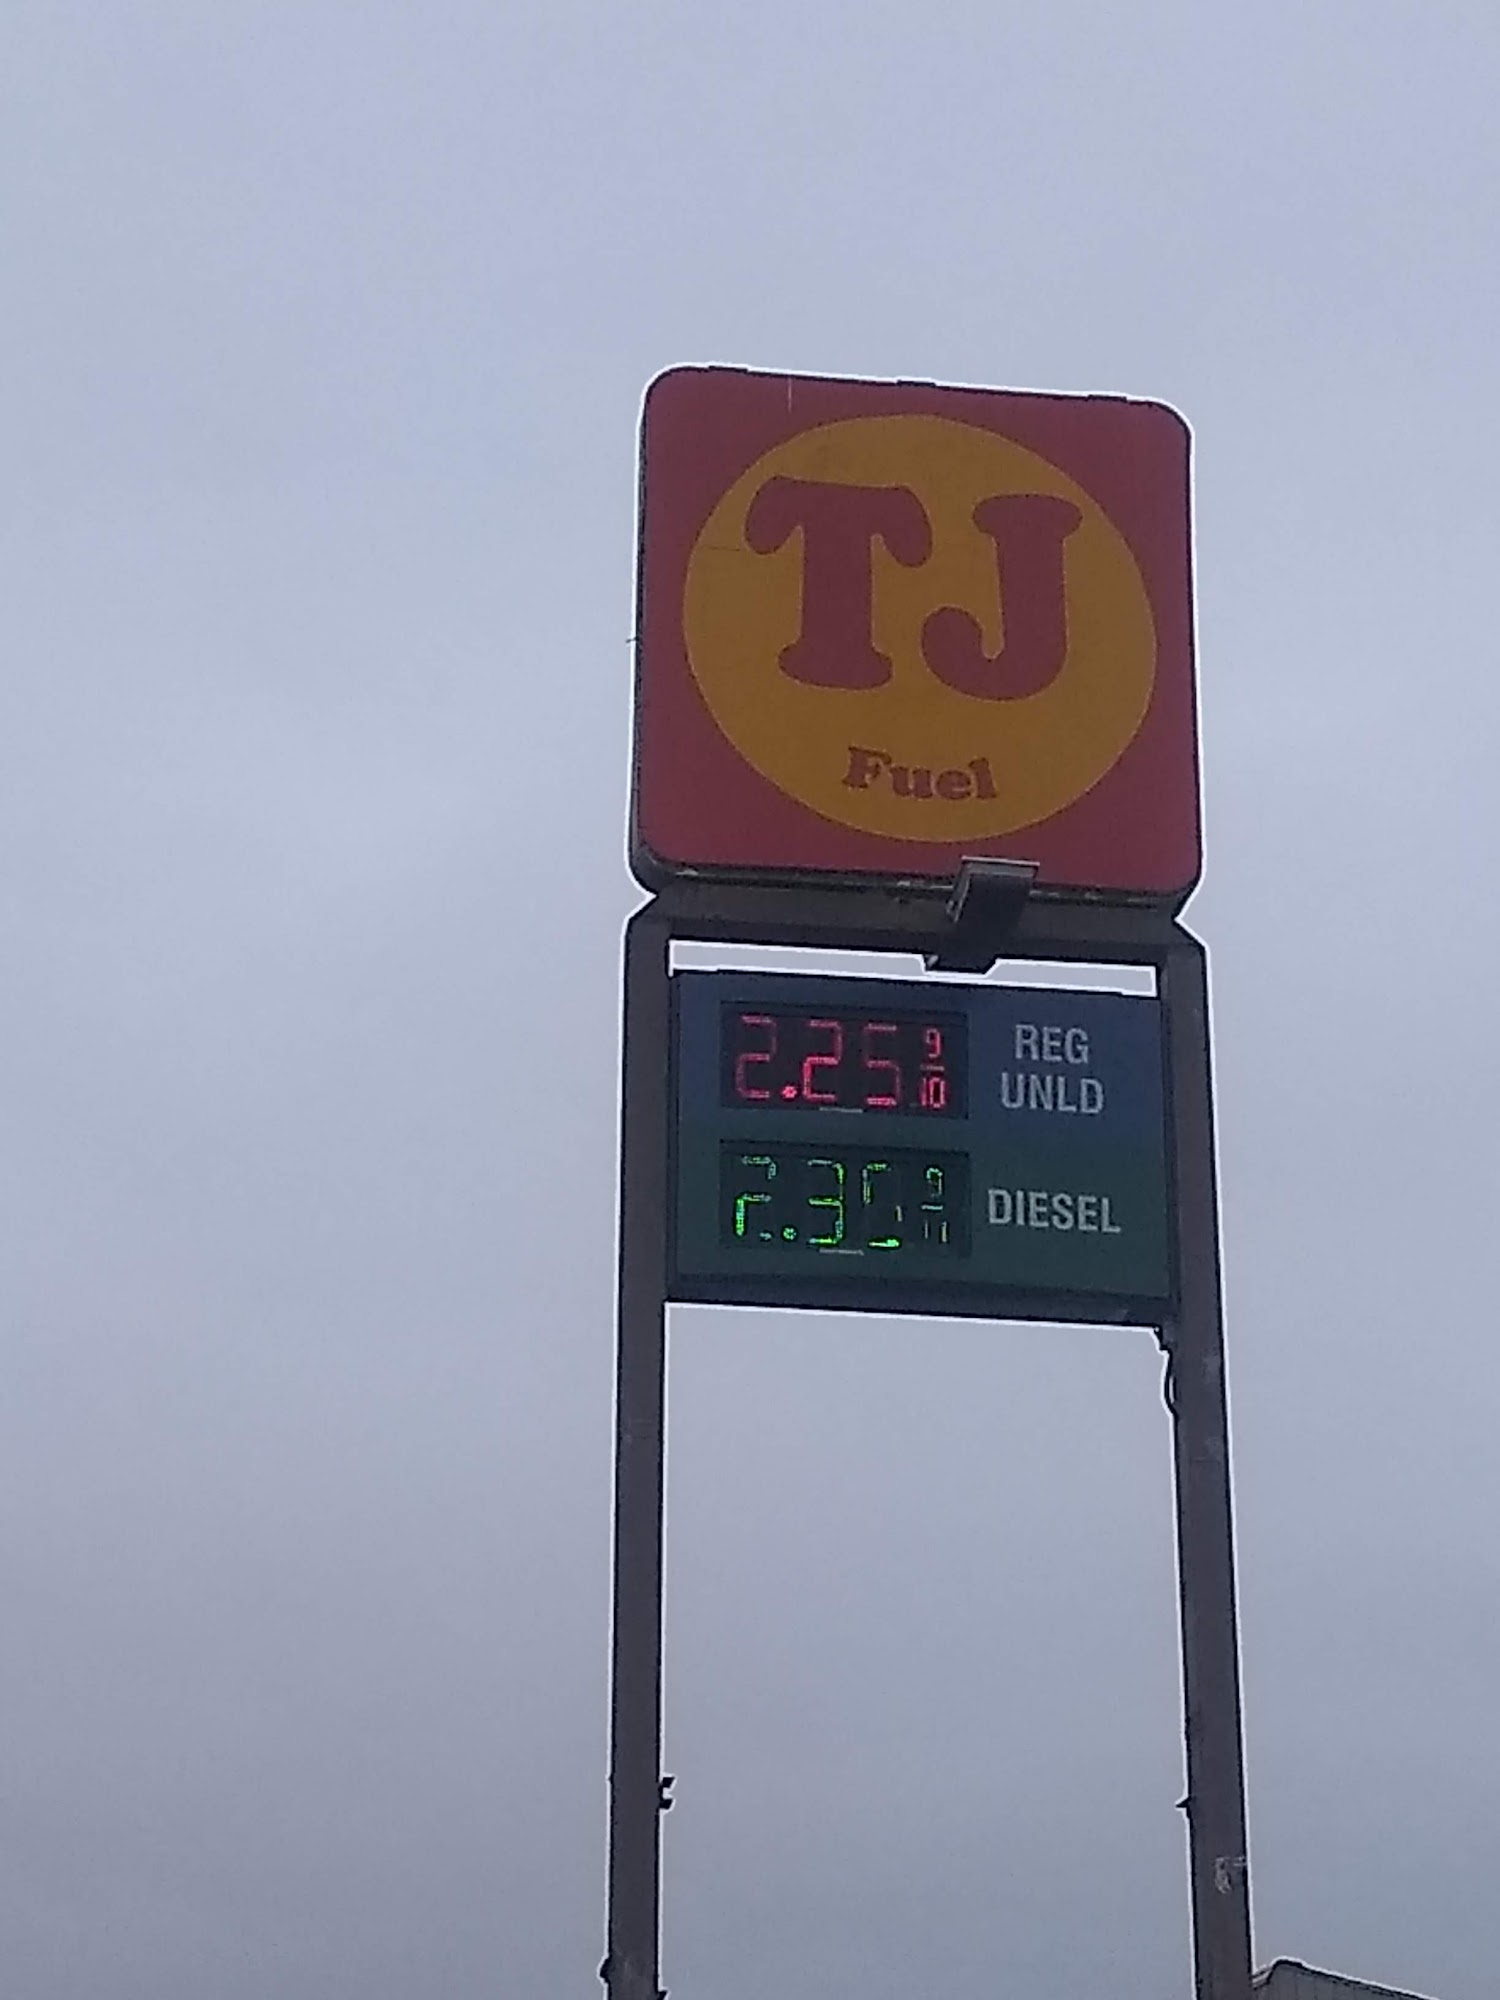 TJ
Fuel
2.25 9/10
REG
UNLD
DIESEL